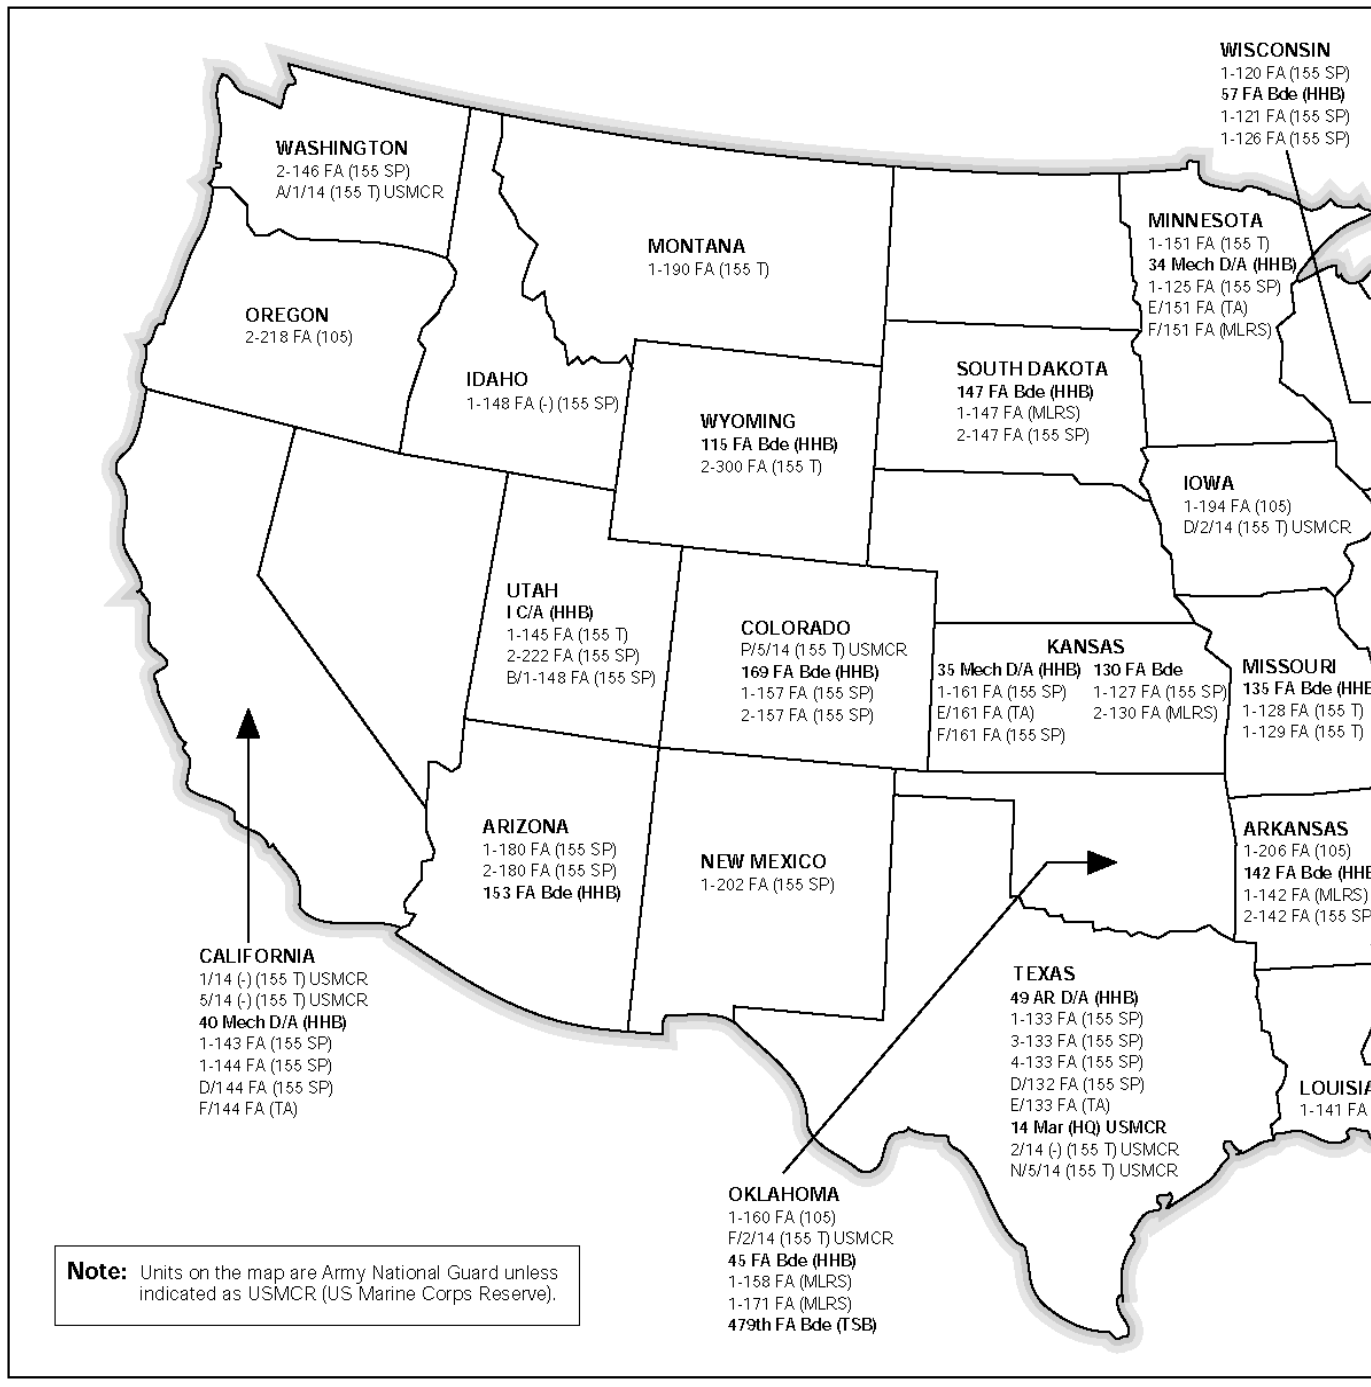 WISCONSIN
1-120 FA (155 SP)
57 FA Bde (HHB)
1-121 FA (155 SP)
1-126 FA (155 SP)
WASHINGTON
2-146 FA (155 SP)
A/1/14 (155 T) USMCR
MONTANA
1-190 FA (155 T)
MINNESOTA
1-151 FA (155 T)
34 Mech D/A (HHB)
1-125 FA (155 SP)
E/151 FA (TA)
F/151 FA (MLRS)
OREGON
2-218 FA (105)
IDAHO
1-148 FA (-) (155 SP)
WYOMING
115 FA Bde (HHB)
2-300 FA (155 T)
SOUTH DAKOTA
147 FA Bde (HHB)
1-147 FA (MLRS)
2-147 FA (155 SP)
IOWA
1-194 FA (105)
D/2/14 (155 T) USMCR
UTAH
I C/A (HHB)
1-145 FA (155 T)
2-222 FA (155 SP)
B/1-148 FA (155 SP)
COLORADO
P/5/14 (155 T) USMCR
169 FA Bde (HHB)
1-157 FA (155 SP)
2-157 FA (155 SP)
KANSAS
35 Mech D/A (HHB)
1-161 FA (155 SP)
E/161 FA (TA)
F/161 FA (155 SP)
130 FA Bde
1-127 FA (155 SP)
2-130 FA (MLRS)
MISSOURI
135 FA Bde (HHB
1-128 FA (155 T)
1-129 FA (155 T)
ARIZONA
1-180 FA (155 SP)
2-180 FA (155 SP)
153 FA Bde (HHB)
NEW MEXICO
1-202 FA (155 SP)
ARKANSAS
1-206 FA (105)
142 FA Bde (HHB
1-142 FA (MLRS)
2-142 FA (155 SP
CALIFORNIA
1/14 (-) (155 T) USMCR
5/14 (-) (155 T) USMCR
40 Mech D/A (HHB)
1-143 FA (155 SP)
1-144 FA (155 SP)
D/144 FA (155 SP)
F/144 FA (TA)
TEXAS
49 AR D/A (HHB)
1-133 FA (155 SP)
3-133 FA (155 SP)
4-133 FA (155 SP)
D/132 FA (155 SP)
E/133 FA (TA)
14 Mar (HQ) USMCR
2/14 (-) (155 T) USMCR
N/5/14 (155 T) USMCR
LOUISIA
1-141 FA
OKLAHOMA
1-160 FA (105)
F/2/14 (155 T) USMCR
45 FA Bde (HHB)
1-158 FA (MLRS)
1-171 FA (MLRS)
479th FA Bde (TSB)
Note: Units on the map are Army National Guard unless
indicated as USMCR (US Marine Corps Reserve).